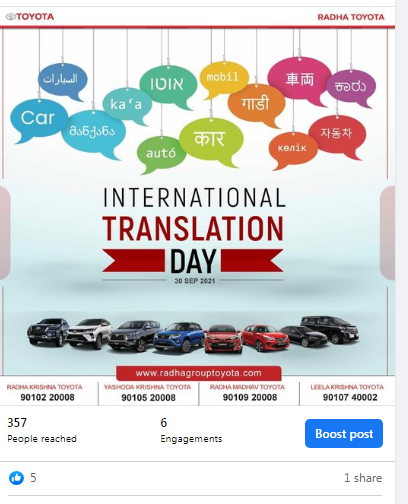 TOYOTA
RADHA TOYOTA
السيارات
ka'a
אוטו
mobil
車両
ಕಾರು
Car
მანქანა
autó
कार
गाडी
көлік
자동차
INTERNATIONAL
TRANSLATION
DAY
30 SEP 2021
www.radhagrouptoyota.com
RADHA KRISHNA TOYOTA
90102 20008
YASHODA KRISHNA TOYOTA
90105 20008
RADHA MADHAV TOYOTA
90109 20008
LEELA KRISHNA TOYOTA
90107 40002
357
People reached
6
Engagements
Boost post
5
1 share